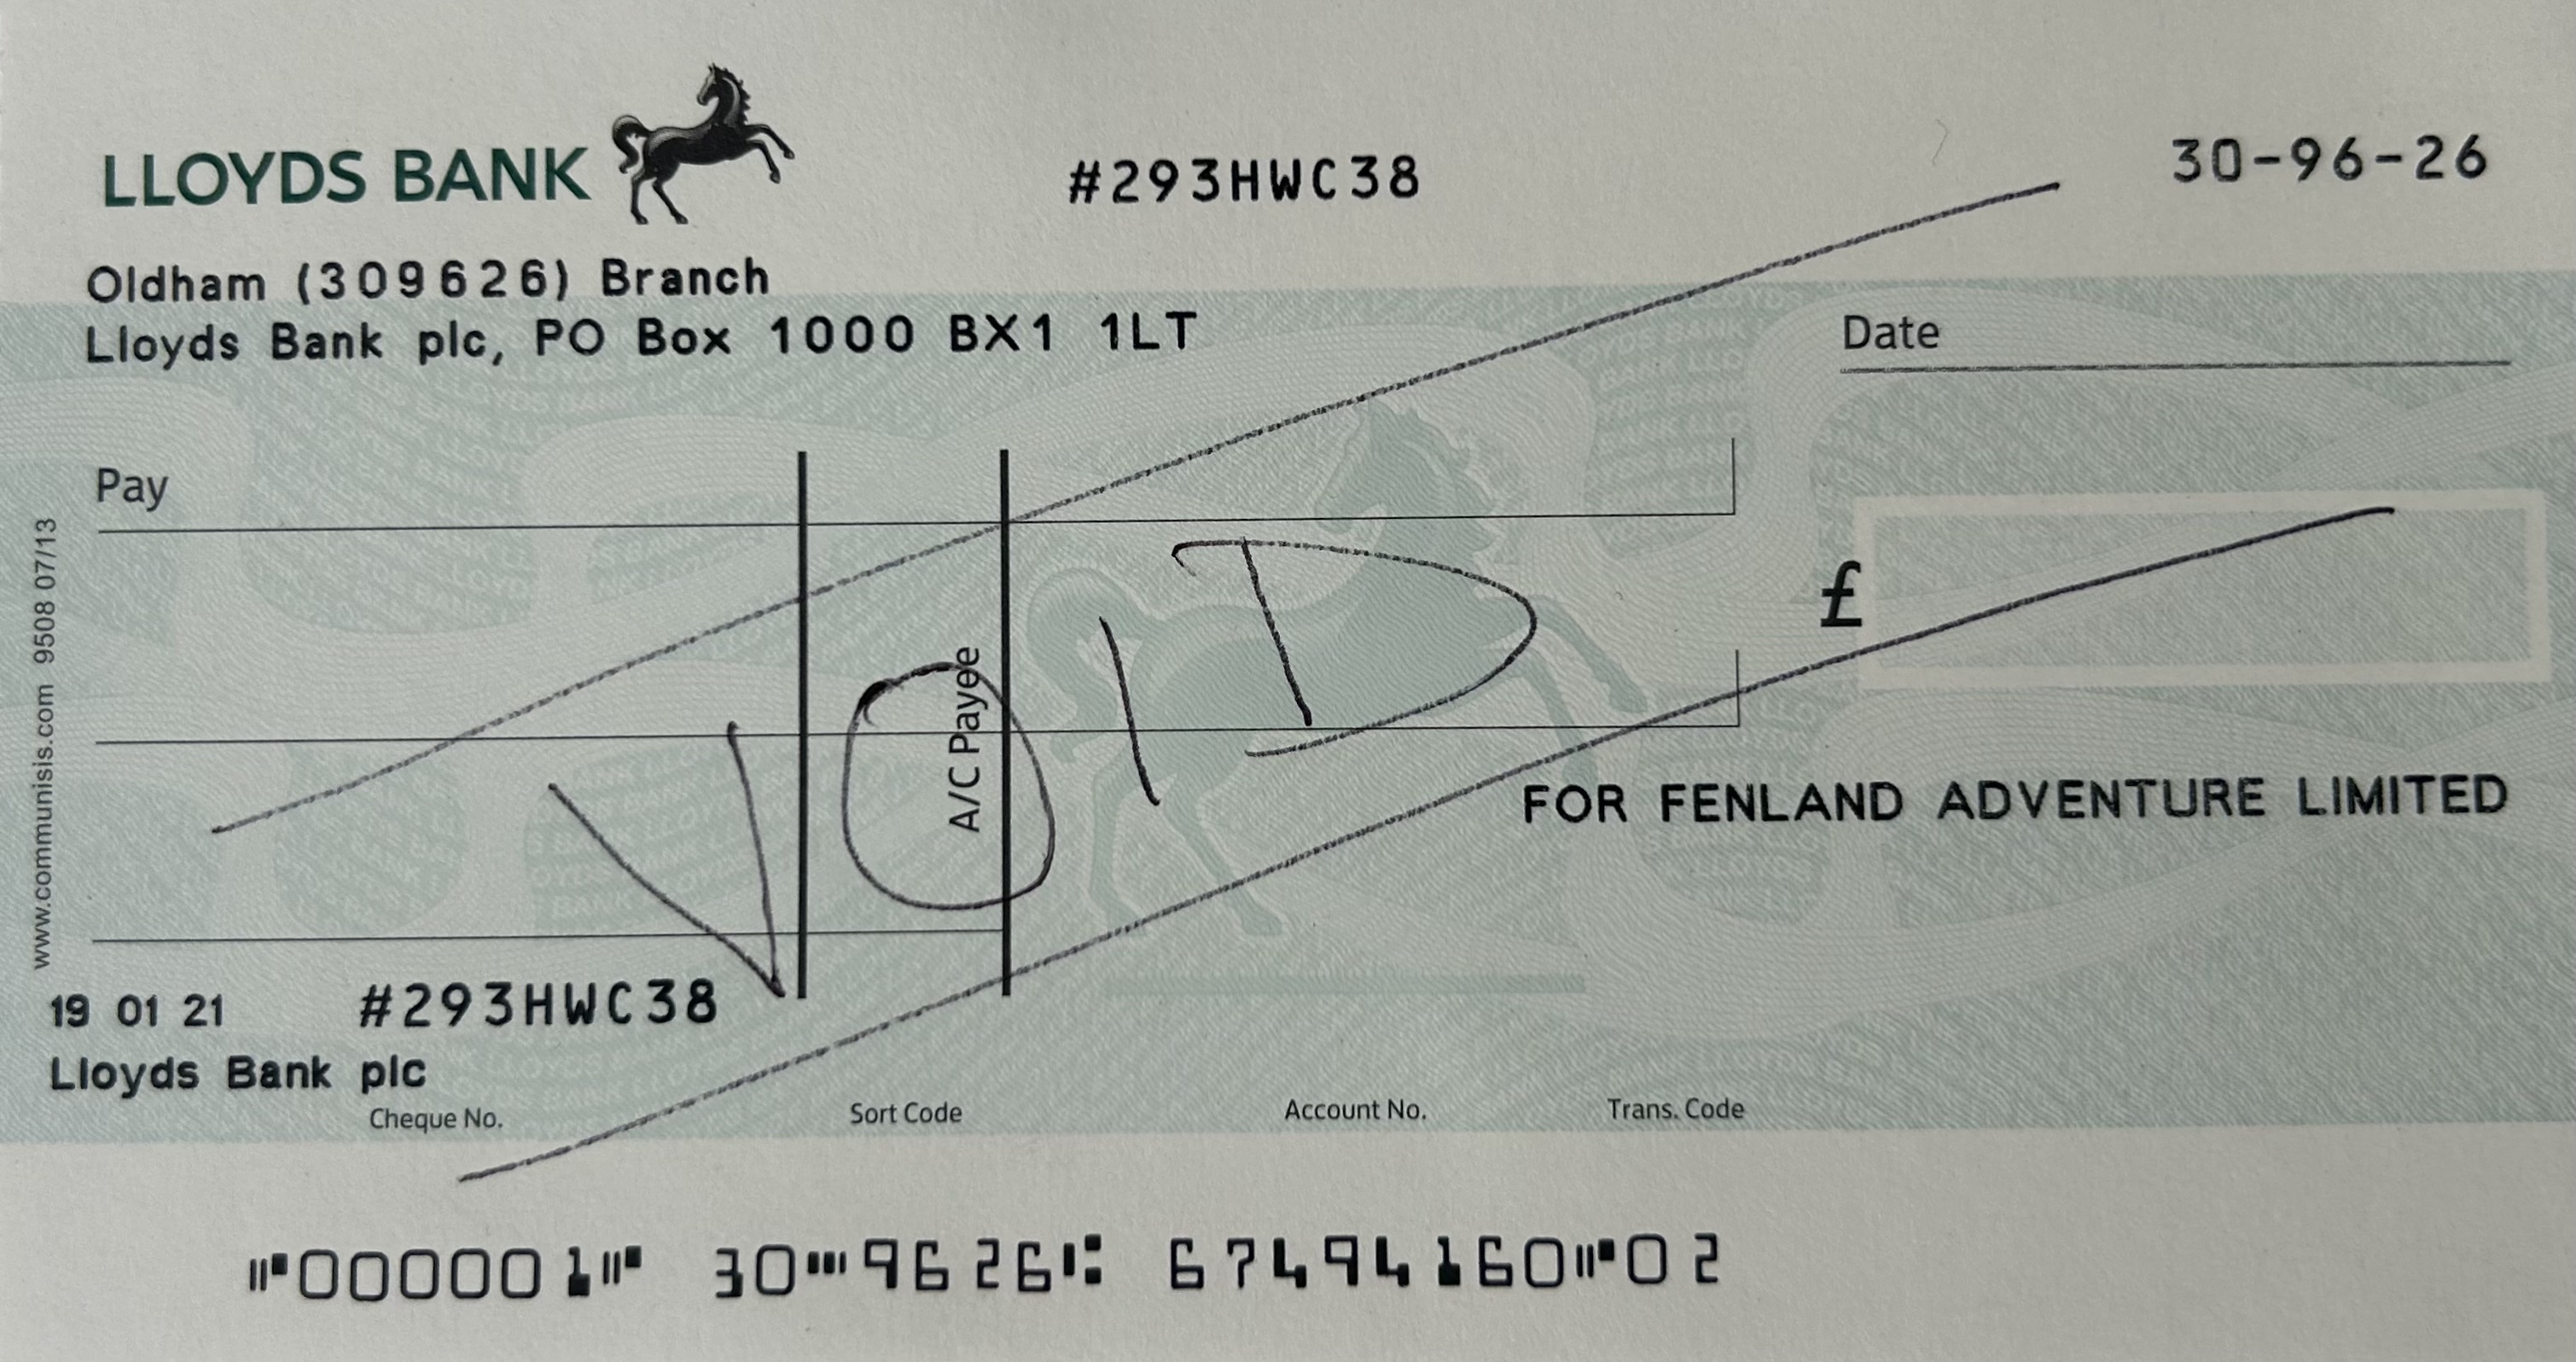 LLOYDS BANK
#293HWC38
30-96-26
Oldham (309626) Branch
Lloyds Bank plc, PO Box 1000 BX1 1LT
Date
Pay
£
VOID
A/C Payee
FOR FENLAND ADVENTURE LIMITED
www.communisis.com 9508 07/13
19 01 21 #293HWC38
Lloyds Bank plc
Cheque No. Sort Code Account No. Trans. Code
⑈000001⑈ 30⑉9626⑆ 67494160⑈02